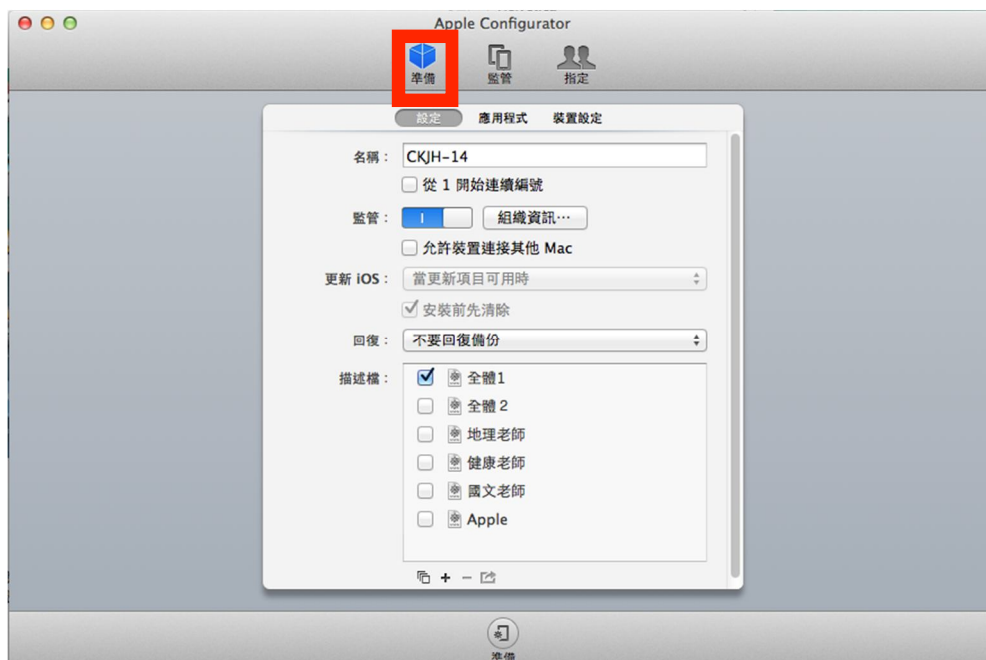 Apple Configurator
準備 監管 指定
設定 應用程式 裝置設定
名稱： CKJH-14
從 1 開始連續編號
監管： 組織資訊…
允許裝置連接其他 Mac
更新 iOS： 當更新項目可用時
安裝前先清除
回復： 不要回復備份
描述檔： 全體1
全體 2
地理老師
健康老師
國文老師
Apple
準備